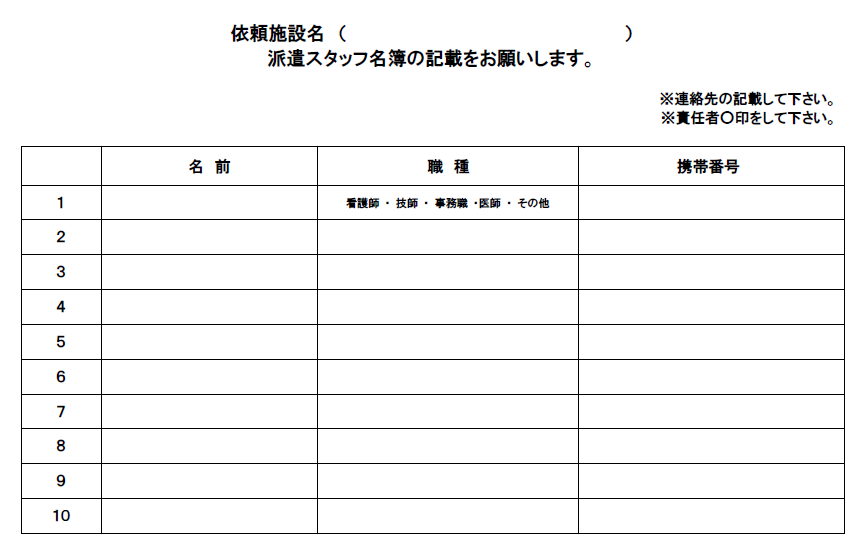 依頼施設名 （　　　　　　　　　　　　　　　）
派遣スタッフ名簿の記載をお願いします。
※連絡先の記載して下さい。
※責任者〇印をして下さい。
名 前　職 種　携帯番号
1　看護師 ・ 技師 ・ 事務職 ・医師 ・ その他
2
3
4
5
6
7
8
9
10